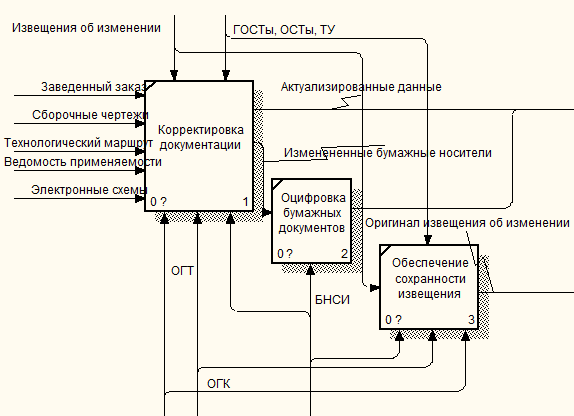 Извещения об изменении
ГОСТы, ОСТы, ТУ
Заведенный заказ
Актуализированные данные
Сборочные чертежи
Корректировка
документации
Технологический маршрут
Измененные бумажные носители
Ведомость применяемости
Электронные схемы
0 ? 1
Оцифровка
бумажных
документов
0 ? 2
Оригинал извещения об изменении
Обеспечение
сохранности
извещения
0 ? 3
ОГТ
БНСИ
ОГК